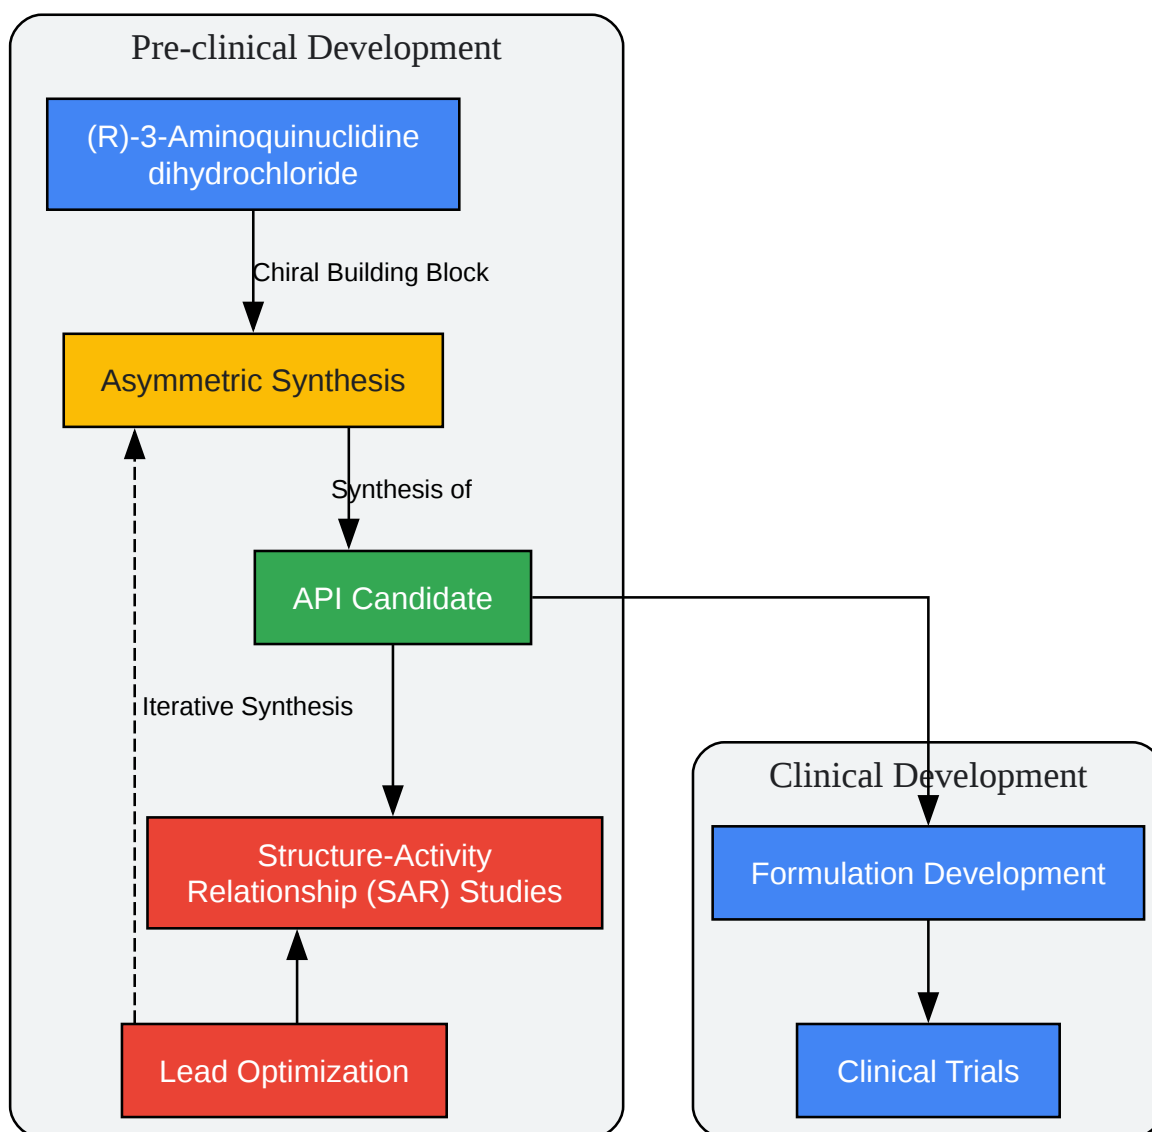 Pre-clinical Development
(R)-3-Aminoquinuclidine
dihydrochloride
Chiral Building Block
Asymmetric Synthesis
Synthesis of
API Candidate
Iterative Synthesis
Structure-Activity
Relationship (SAR) Studies
Lead Optimization
Clinical Development
Formulation Development
Clinical Trials